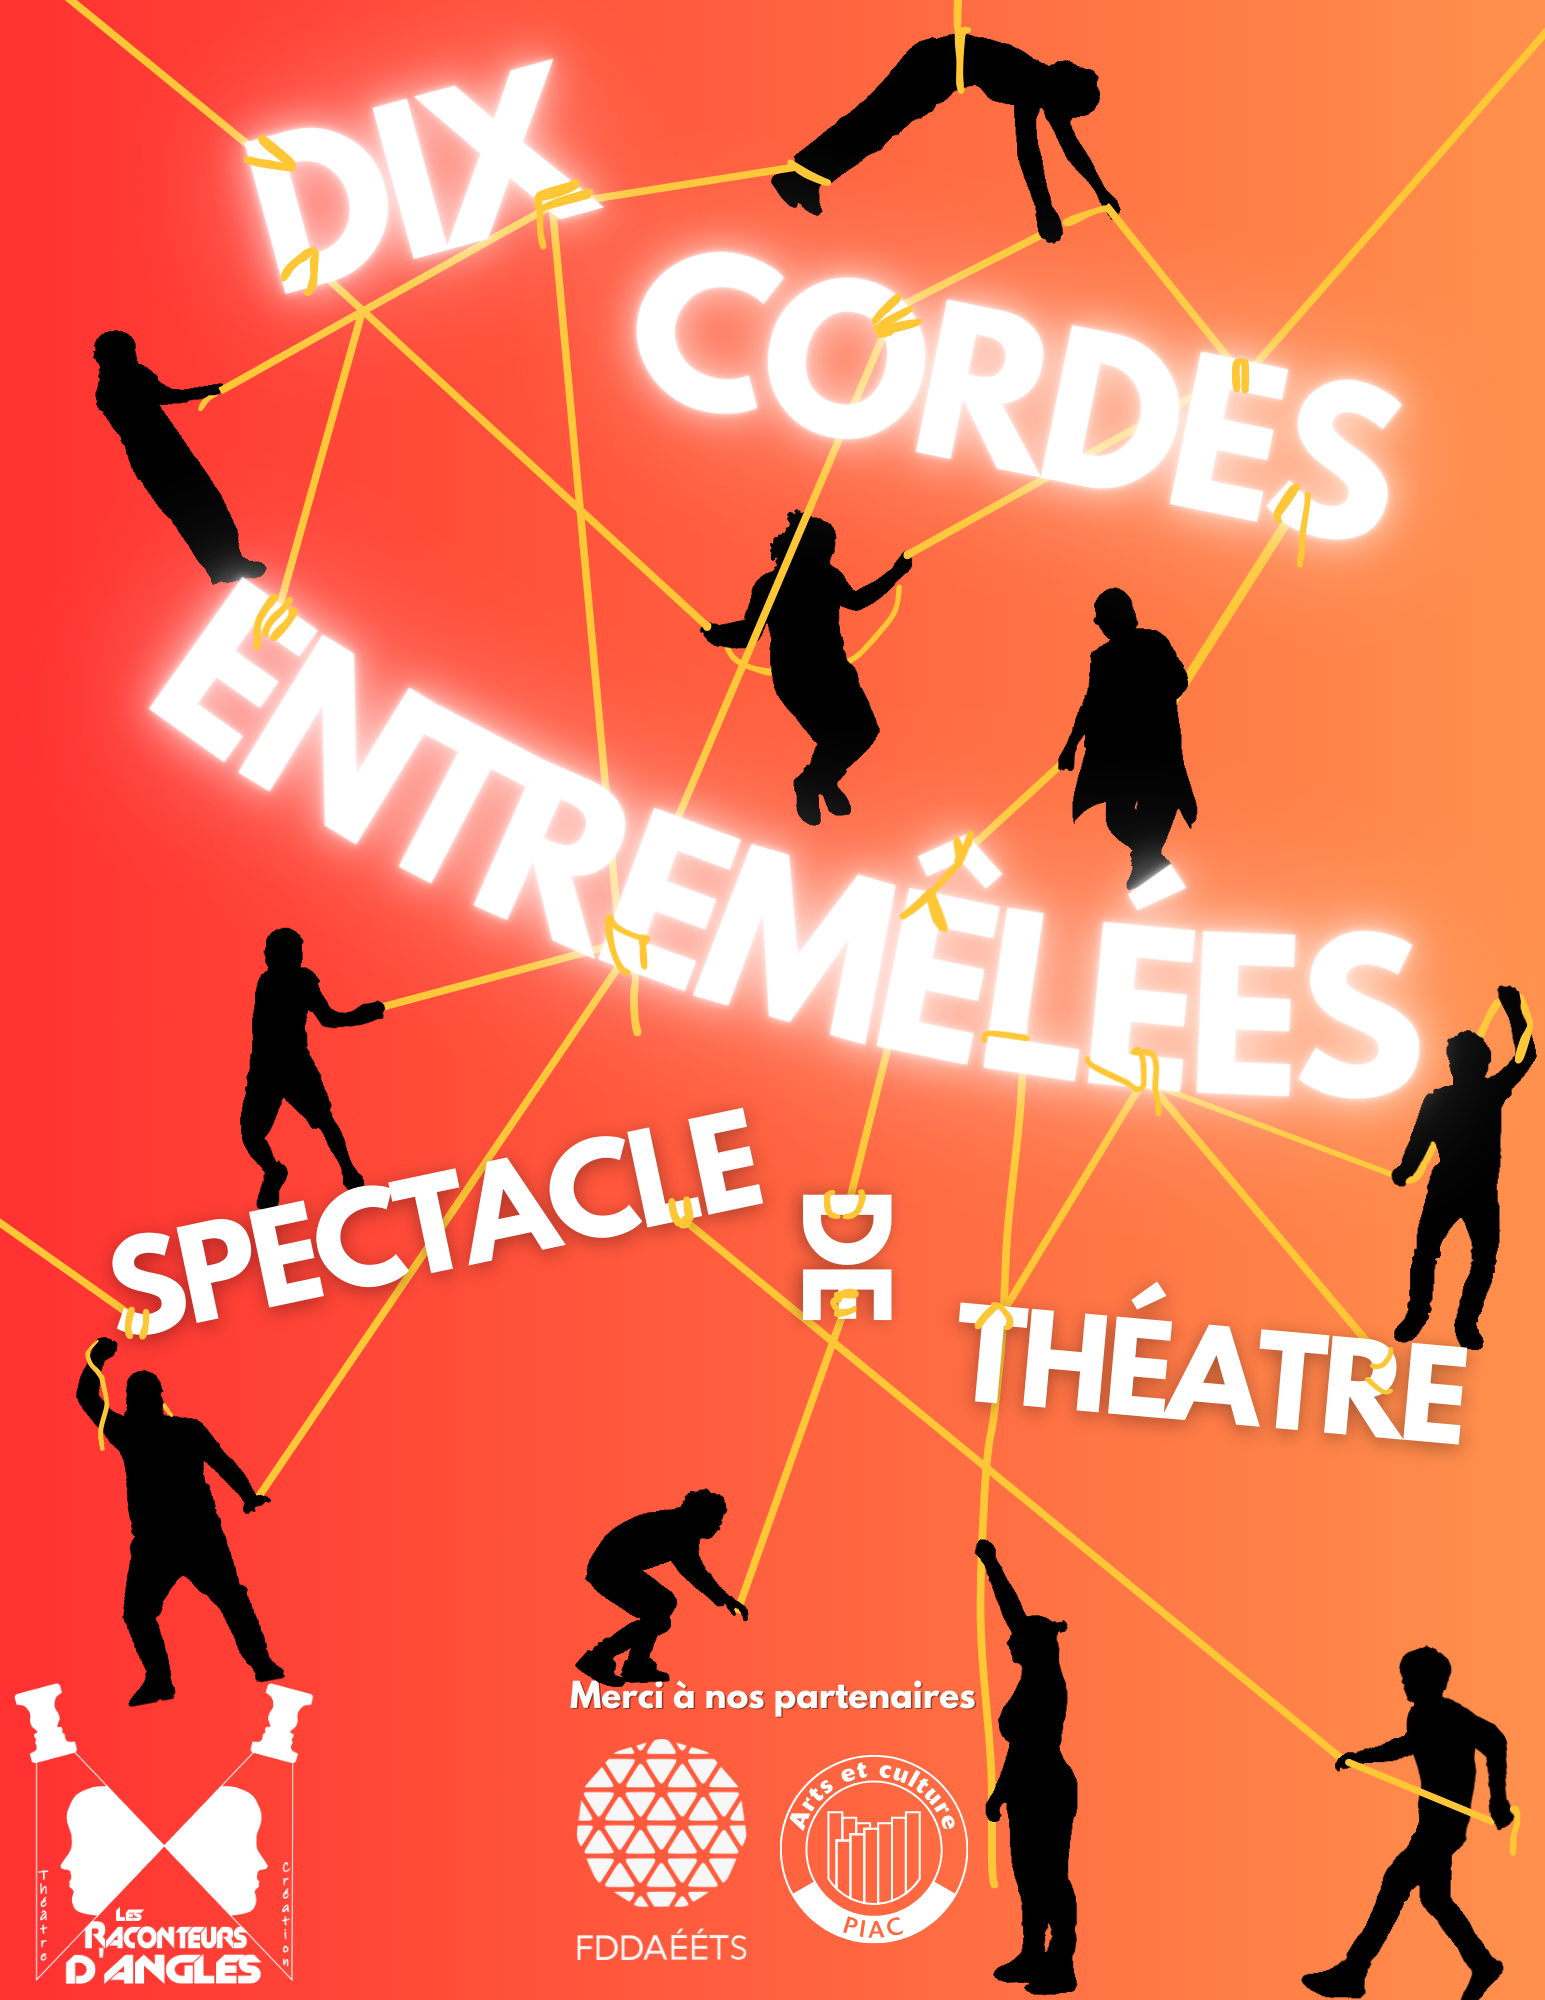 DIX
CORDES
ENTREMÊLÉES
SPECTACLE
DE
THÉATRE
Merci à nos partenaires
Théâtre
Création
LES
RACONTEURS
D'ANGLES
FDDAÉÉTS
Arts et culture
PIAC